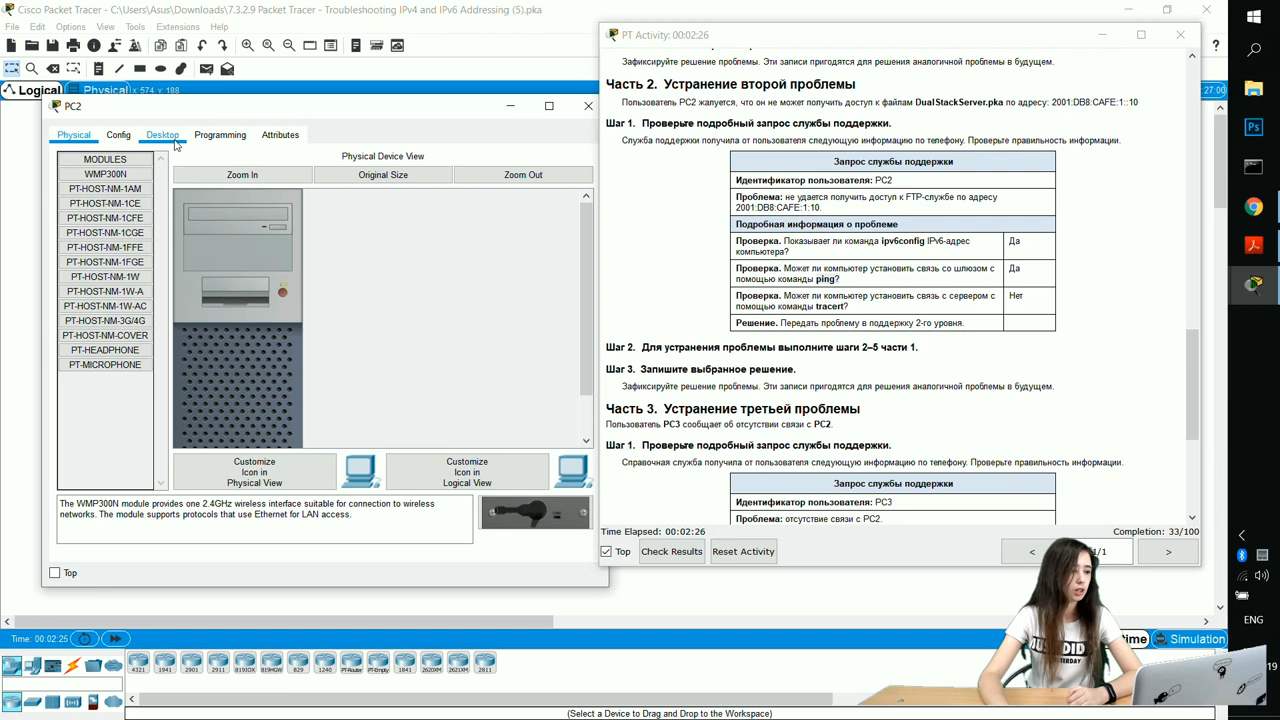 Cisco Packet Tracer - C:\Users\Asus\Downloads\7.3.2.9 Packet Tracer - Troubleshooting IPv4 and IPv6 Addressing (5).pka
File Edit Options View Tools Extensions Help
Logical Physical x: 574, y: 188
27:00
PC2
Physical Config Desktop Programming Attributes
MODULES
WMP300N
PT-HOST-NM-1AM
PT-HOST-NM-1CE
PT-HOST-NM-1CFE
PT-HOST-NM-1CGE
PT-HOST-NM-1FFE
PT-HOST-NM-1FGE
PT-HOST-NM-1W
PT-HOST-NM-1W-A
PT-HOST-NM-1W-AC
PT-HOST-NM-3G/4G
PT-HOST-NM-COVER
PT-HEADPHONE
PT-MICROPHONE
Physical Device View
Zoom In Original Size Zoom Out
Customize
Icon in
Physical View
Customize
Icon in
Logical View
The WMP300N module provides one 2.4GHz wireless interface suitable for connection to wireless
networks. The module supports protocols that use Ethernet for LAN access.
Top
PT Activity: 00:02:26
Зафиксируйте решение проблемы. Эти записи пригодятся для решения аналогичной проблемы в будущем.
Часть 2. Устранение второй проблемы
Пользователь PC2 жалуется, что он не может получить доступ к файлам DualStackServer.pka по адресу: 2001:DB8:CAFE:1::10
Шаг 1. Проверьте подробный запрос службы поддержки.
Служба поддержки получила от пользователя следующую информацию по телефону. Проверьте правильность информации.
Запрос службы поддержки
Идентификатор пользователя: PC2
Проблема: не удается получить доступ к FTP-службе по адресу
2001:DB8:CAFE:1:10.
Подробная информация о проблеме
Проверка. Показывает ли команда ipv6config IPv6-адрес
компьютера? Да
Проверка. Может ли компьютер установить связь со шлюзом с
помощью команды ping? Да
Проверка. Может ли компьютер установить связь с сервером с
помощью команды tracert? Нет
Решение. Передать проблему в поддержку 2-го уровня.
Шаг 2. Для устранения проблемы выполните шаги 2–5 части 1.
Шаг 3. Запишите выбранное решение.
Зафиксируйте решение проблемы. Эти записи пригодятся для решения аналогичной проблемы в будущем.
Часть 3. Устранение третьей проблемы
Пользователь PC3 сообщает об отсутствии связи с PC2.
Шаг 1. Проверьте подробный запрос службы поддержки.
Справочная служба получила от пользователя следующую информацию по телефону. Проверьте правильность информации.
Запрос службы поддержки
Идентификатор пользователя: PC3
Проблема: отсутствие связи с PC2.
Time Elapsed: 00:02:26 Completion: 33/100
Top Check Results Reset Activity < 1/1 >
Time: 00:02:25
Simulation
4321 1941 2901 2911 819IOX 819HGW 829 1240 PT-Router PT-Empty 1841 2620XM 2621XM 2811
(Select a Device to Drag and Drop to the Workspace)
ENG